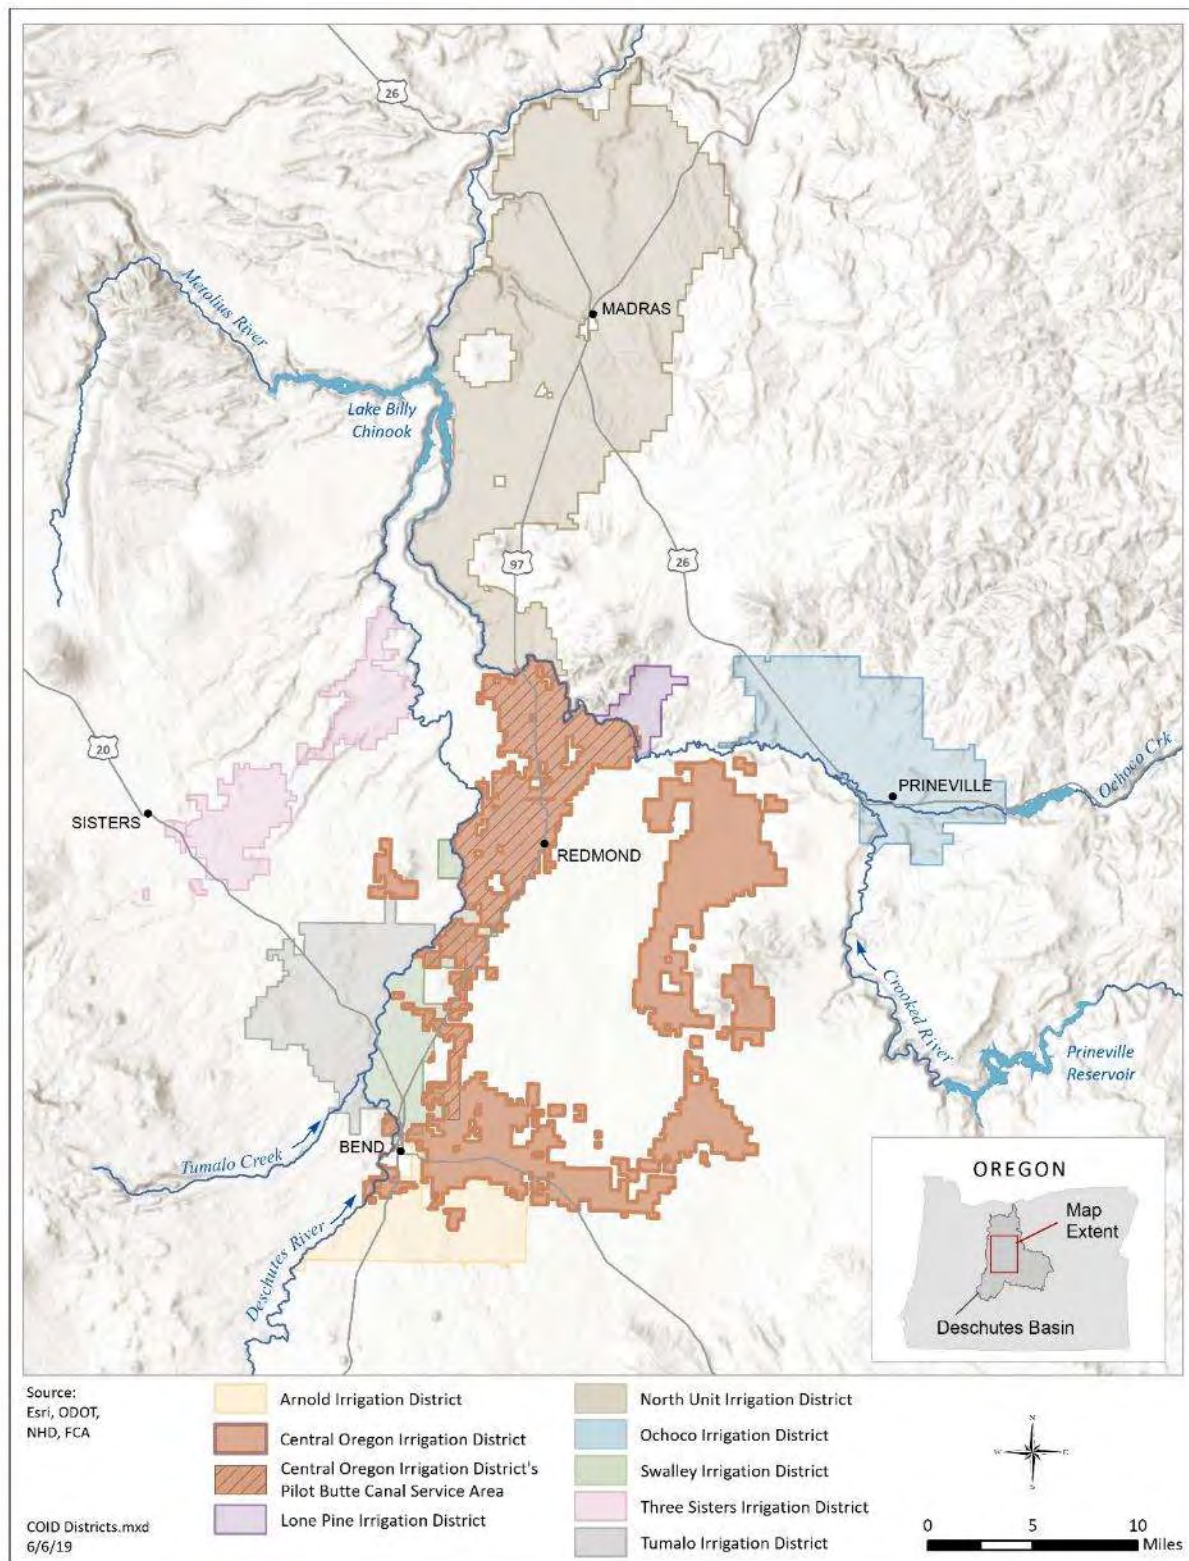 26
MADRAS
Metolius River
Lake Billy
Chinook
97
26
20
SISTERS
PRINEVILLE
Ochoco Crk
REDMOND
Crooked River
Prineville
Reservoir
BEND
Tumalo Creek
Deschutes River
OREGON
Map
Extent
Deschutes Basin
Source:
Esri, ODOT,
NHD, FCA
COID Districts.mxd
6/6/19
Arnold Irrigation District
Central Oregon Irrigation District
Central Oregon Irrigation District's
Pilot Butte Canal Service Area
Lone Pine Irrigation District
North Unit Irrigation District
Ochoco Irrigation District
Swalley Irrigation District
Three Sisters Irrigation District
Tumalo Irrigation District
N
W E
S
0 5 10
Miles